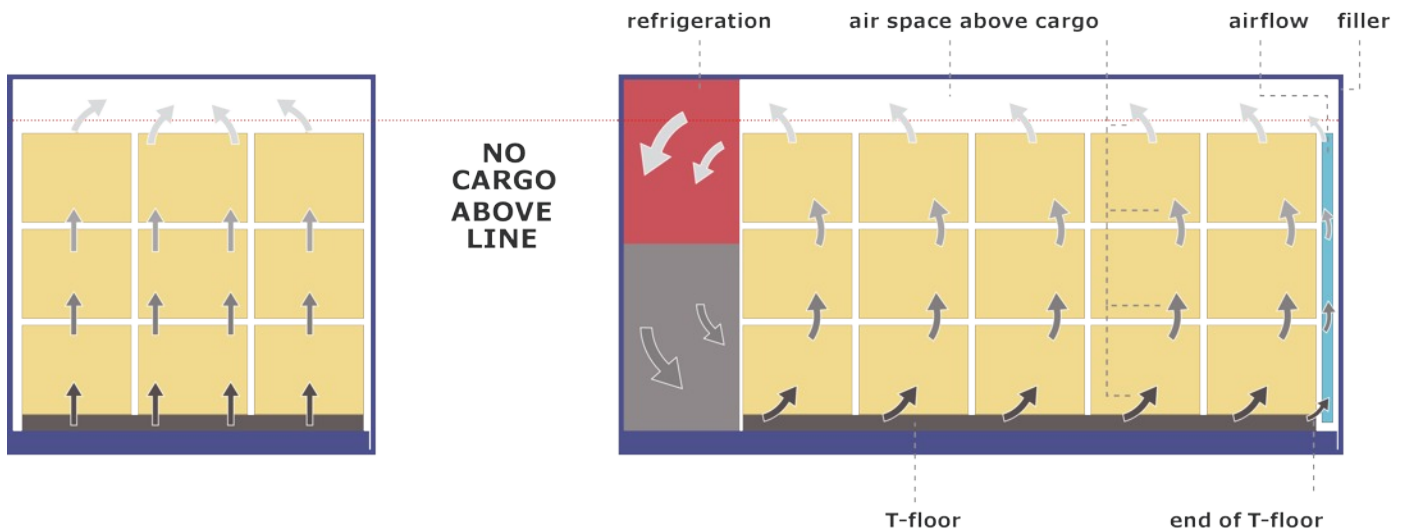 refrigeration
air space above cargo
airflow
filler
NO
CARGO
ABOVE
LINE
T-floor
end of T-floor